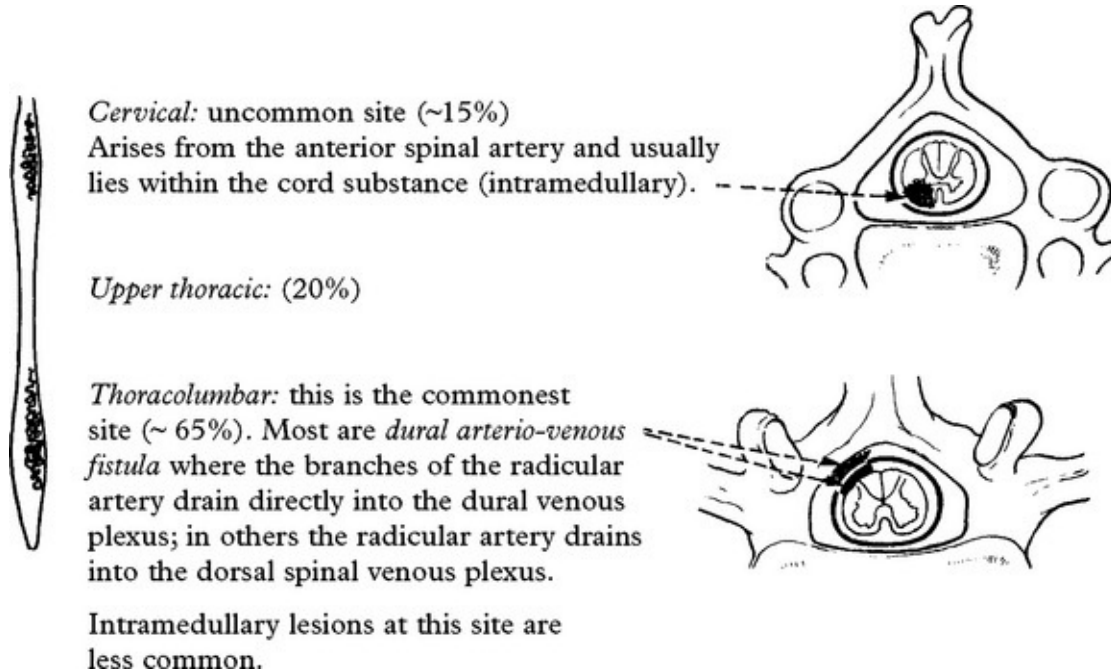 Cervical: uncommon site (~15%)
Arises from the anterior spinal artery and usually
lies within the cord substance (intramedullary).
Upper thoracic: (20%)
Thoracolumbar: this is the commonest
site (~ 65%). Most are dural arterio-venous
fistula where the branches of the radicular
artery drain directly into the dural venous
plexus; in others the radicular artery drains
into the dorsal spinal venous plexus.
Intramedullary lesions at this site are
less common.